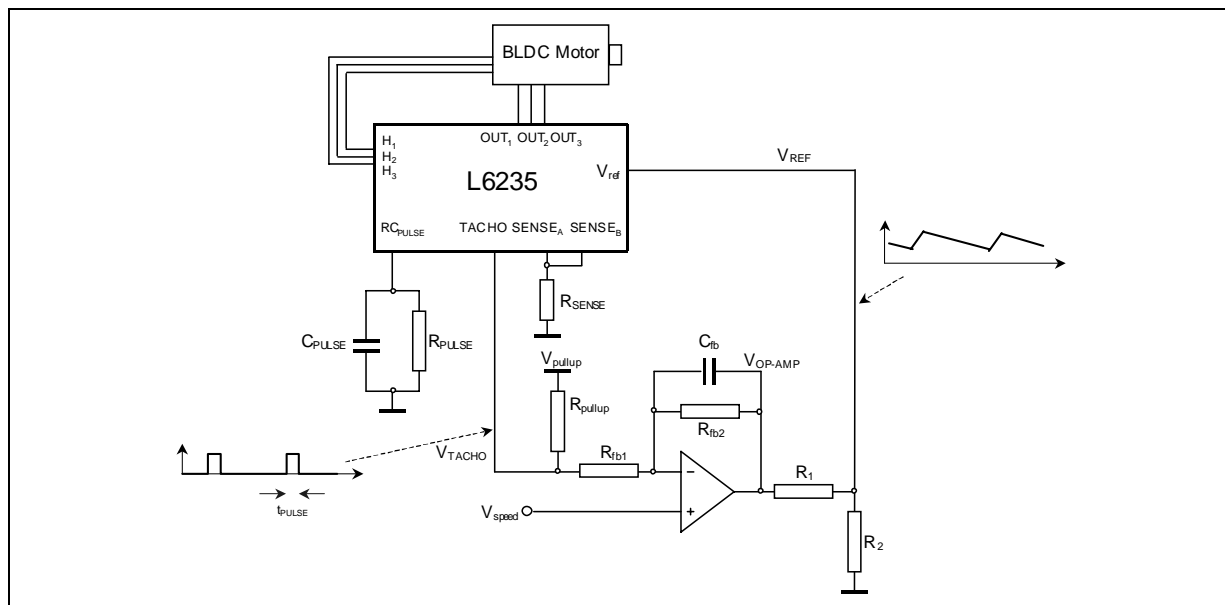 BLDC Motor
H1
H2
H3
OUT1 OUT2 OUT3
VREF
L6235
Vref
RCPULSE
TACHO SENSEA SENSEB
RSENSE
CPULSE
RPULSE
Vpullup
Cfb
VOP-AMP
Rpullup
Rfb2
VTACHO
Rfb1
R1
tPULSE
Vspeed
R2